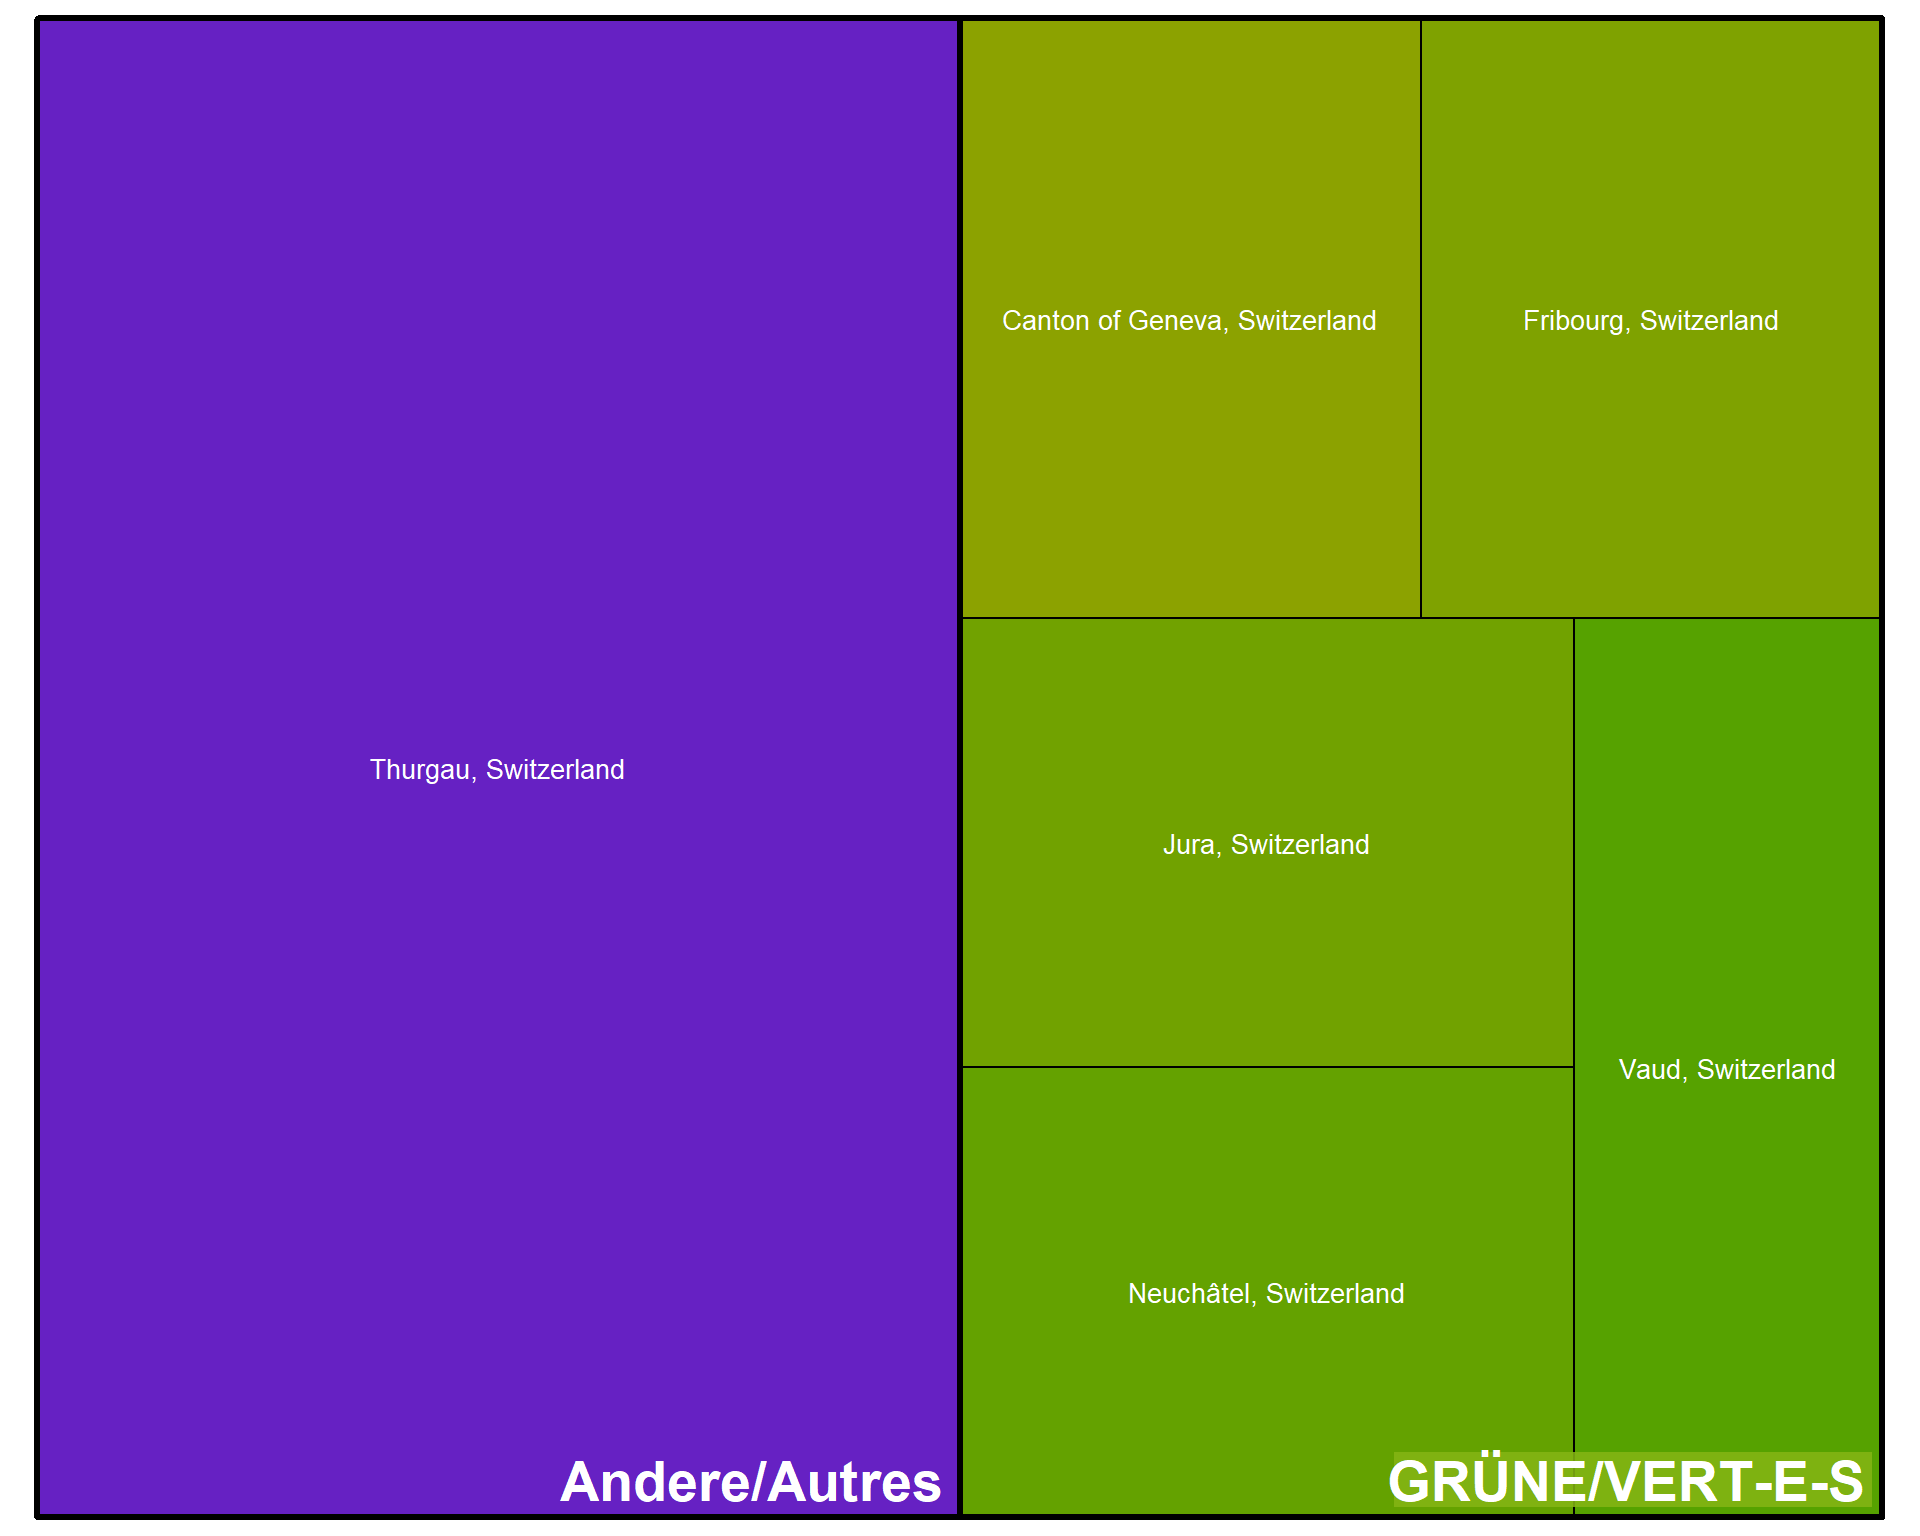 Canton of Geneva, Switzerland
Fribourg, Switzerland
Thurgau, Switzerland
Jura, Switzerland
Vaud, Switzerland
Neuchâtel, Switzerland
Andere/Autres
GRÜNE/VERT-E-S